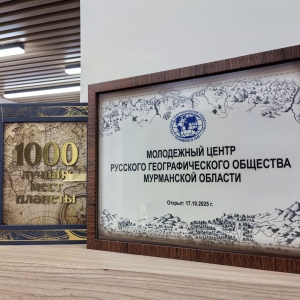 1000
лучших
мест
планеты
МОЛОДЕЖНЫЙ ЦЕНТР
РУССКОГО ГЕОГРАФИЧЕСКОГО ОБЩЕСТВА
МУРМАНСКОЙ ОБЛАСТИ
Открыт: 17.10.2025 г.